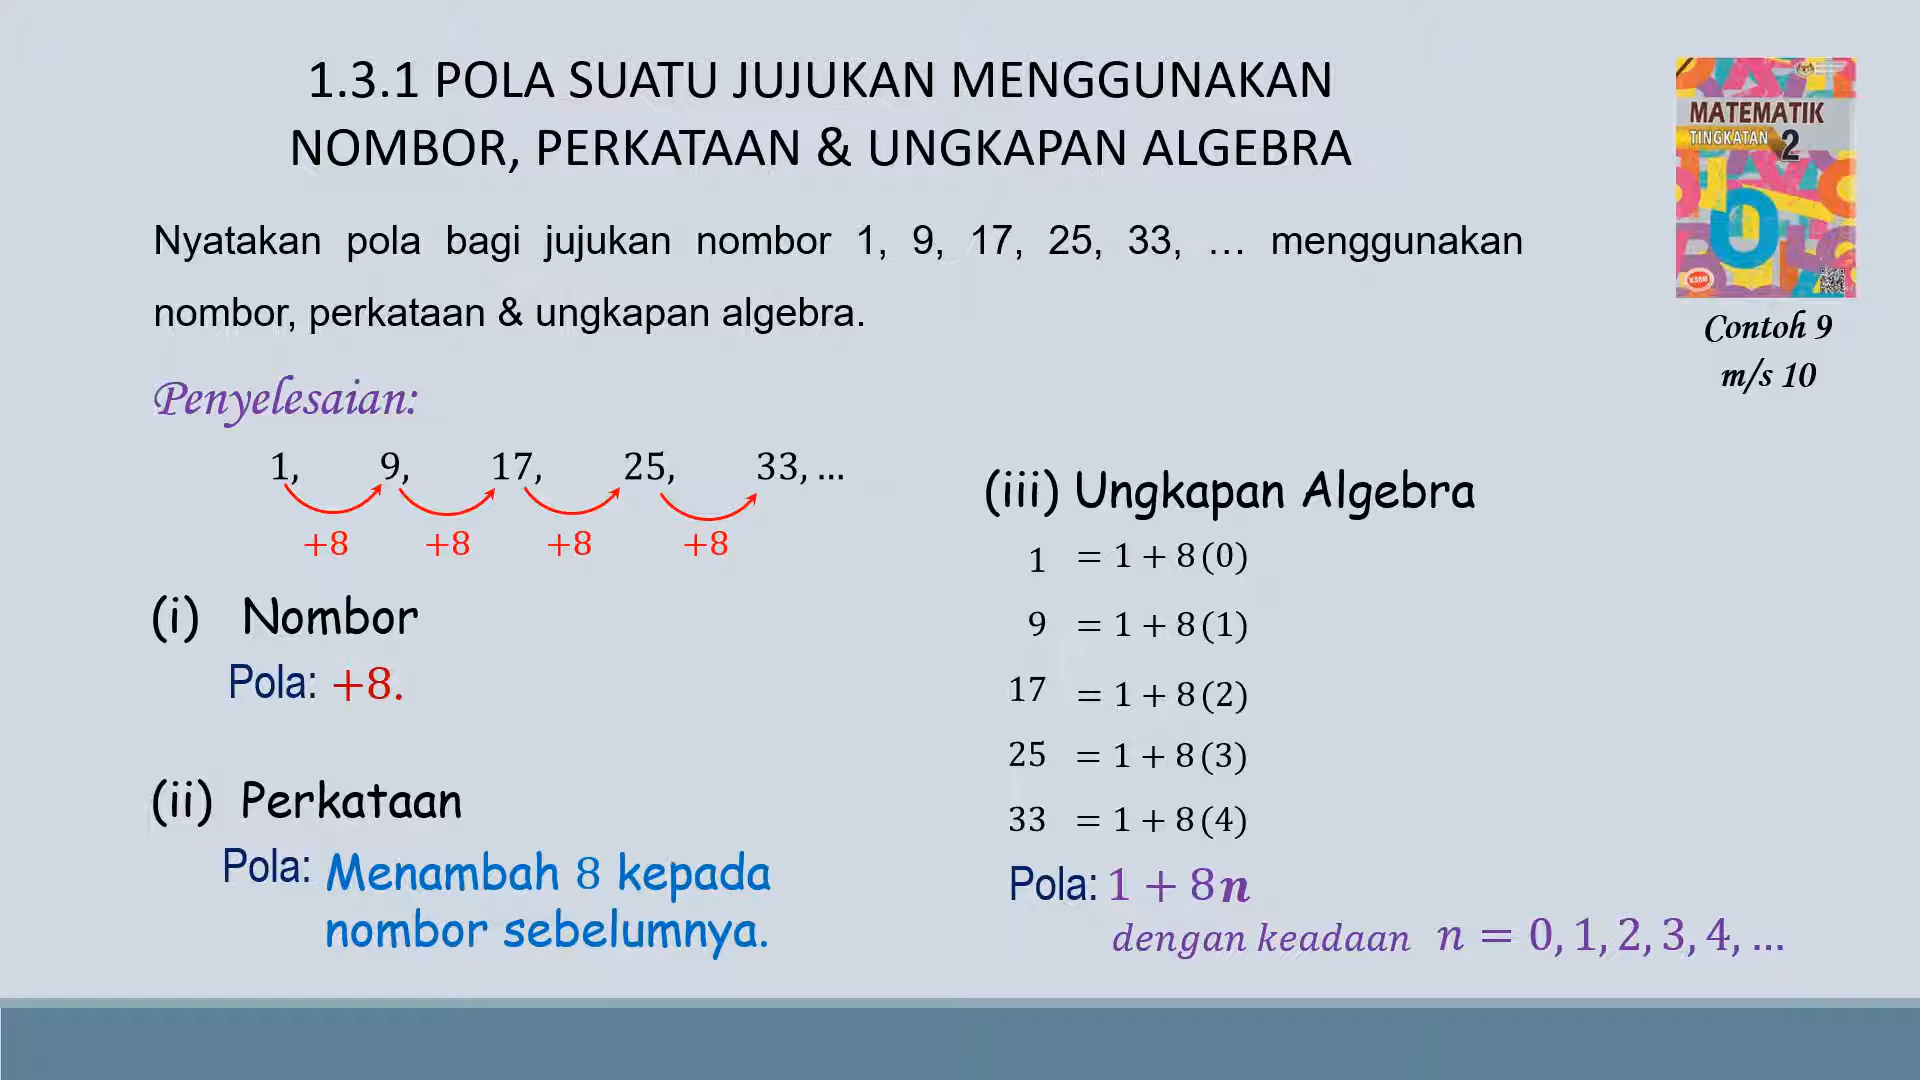 1.3.1 POLA SUATU JUJUKAN MENGGUNAKAN
NOMBOR, PERKATAAN & UNGKAPAN ALGEBRA
MATEMATIK
TINGKATAN 2
KSSM
Contoh 9
m/s 10
Nyatakan pola bagi jujukan nombor 1, 9, 17, 25, 33, … menggunakan
nombor, perkataan & ungkapan algebra.
Penyelesaian:
1, 9, 17, 25, 33, …
+8 +8 +8 +8
(i) Nombor
Pola: +8.
(ii) Perkataan
Pola: Menambah 8 kepada
nombor sebelumnya.
(iii) Ungkapan Algebra
1 = 1 + 8(0)
9 = 1 + 8(1)
17 = 1 + 8(2)
25 = 1 + 8(3)
33 = 1 + 8(4)
Pola: 1 + 8n
dengan keadaan n = 0, 1, 2, 3, 4, …